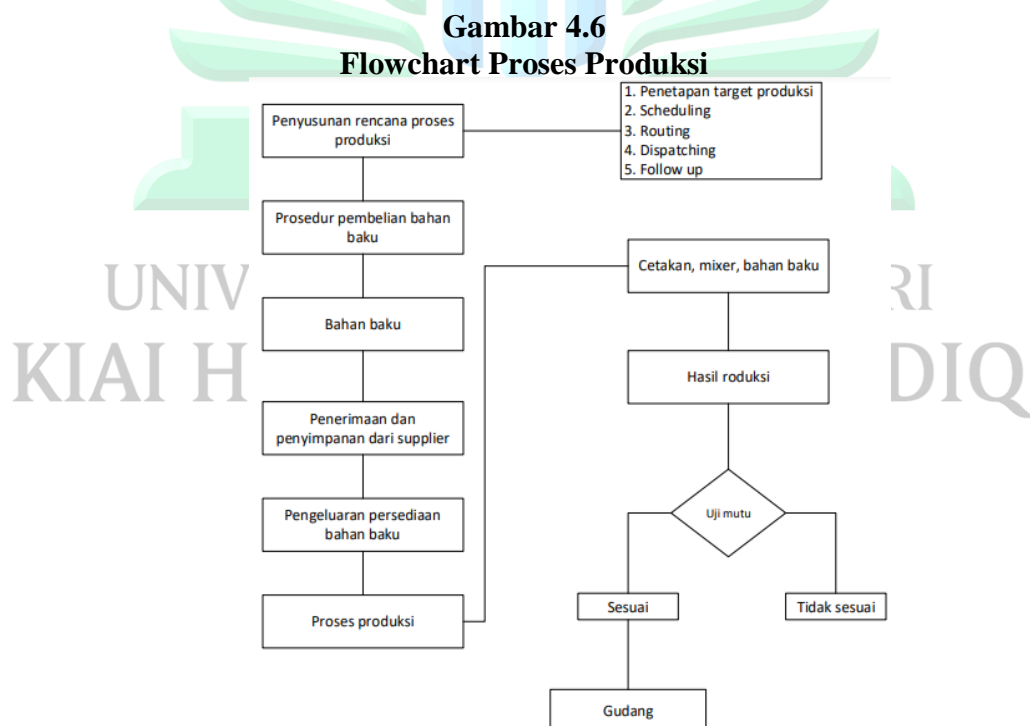 Gambar 4.6
Flowchart Proses Produksi
Penyusunan rencana proses
produksi
1. Penetapan target produksi
2. Scheduling
3. Routing
4. Dispatching
5. Follow up
Prosedur pembelian bahan
baku
Bahan baku
Penerimaan dan
penyimpanan dari supplier
Pengeluaran persediaan
bahan baku
Proses produksi
Cetakan, mixer, bahan baku
Hasil roduksi
Uji mutu
Sesuai
Tidak sesuai
Gudang
KIAI